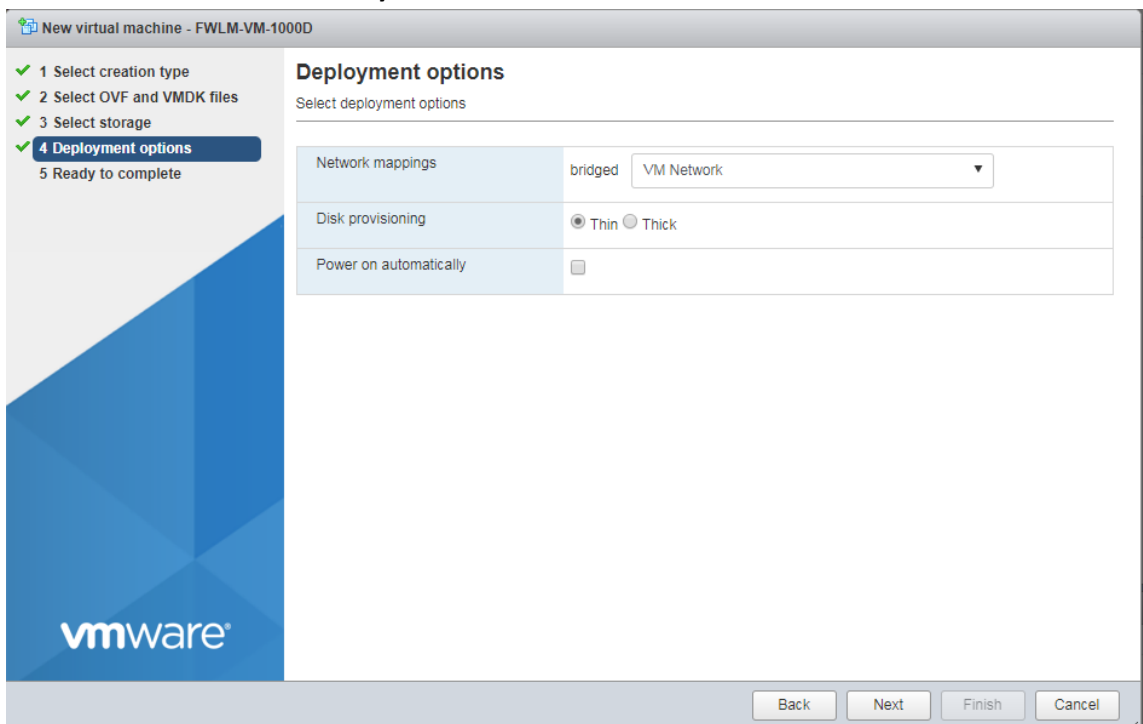 New virtual machine - FWLM-VM-1000D
1 Select creation type
2 Select OVF and VMDK files
3 Select storage
4 Deployment options
5 Ready to complete
Deployment options
Select deployment options
Network mappings
bridged VM Network
Disk provisioning
Thin Thick
Power on automatically
vmware®
Back Next Finish Cancel